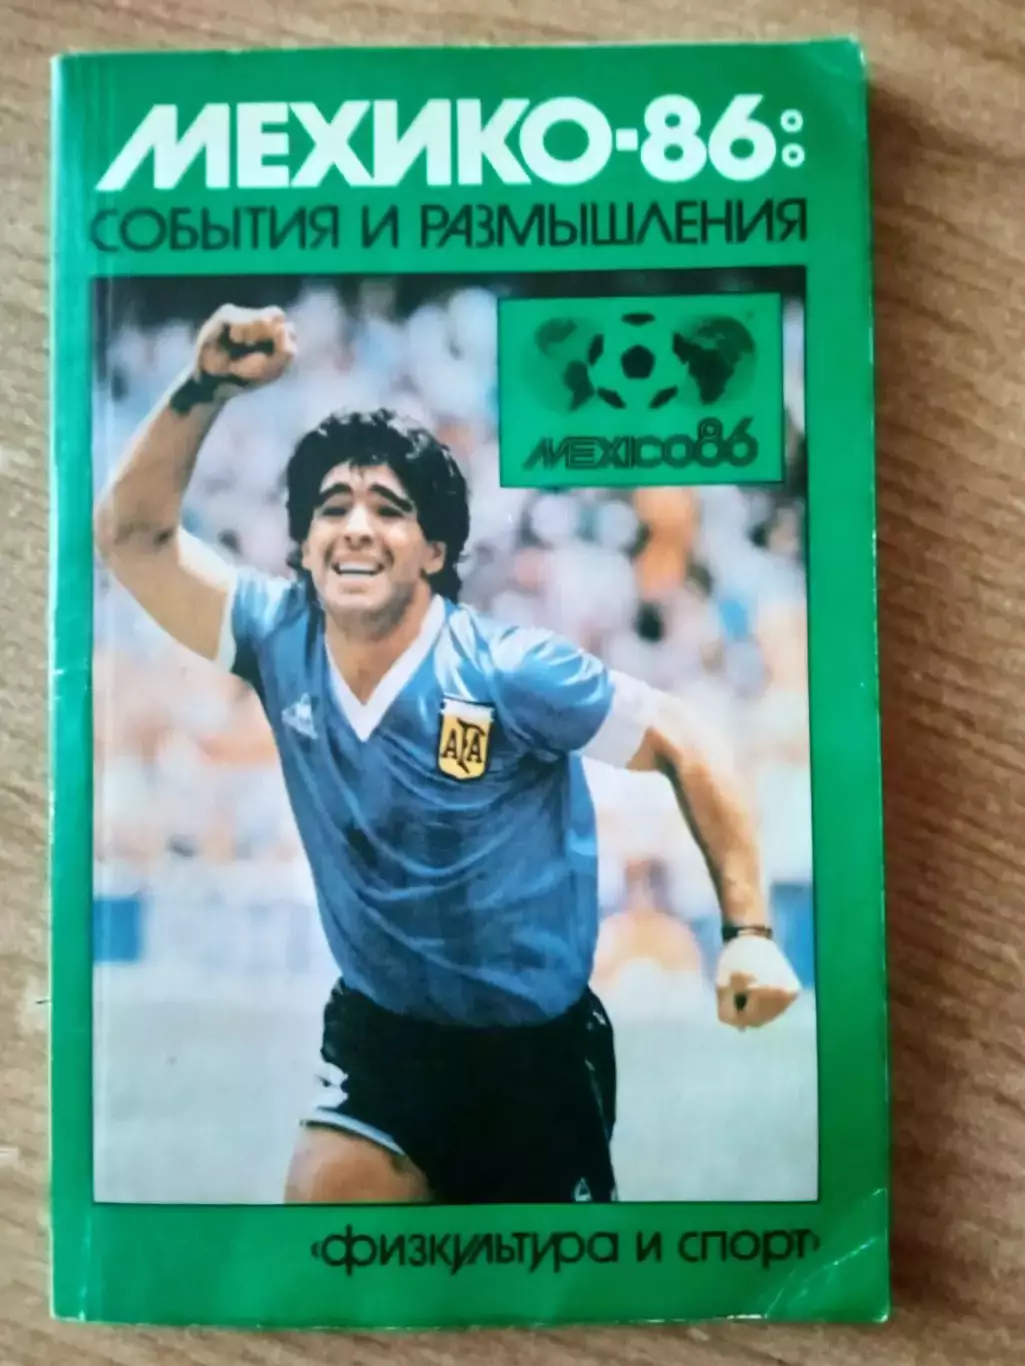 МЕХИКО-86:
СОБЫТИЯ И РАЗМЫШЛЕНИЯ
MEXICO86
AFA
«физкультура и спорт»